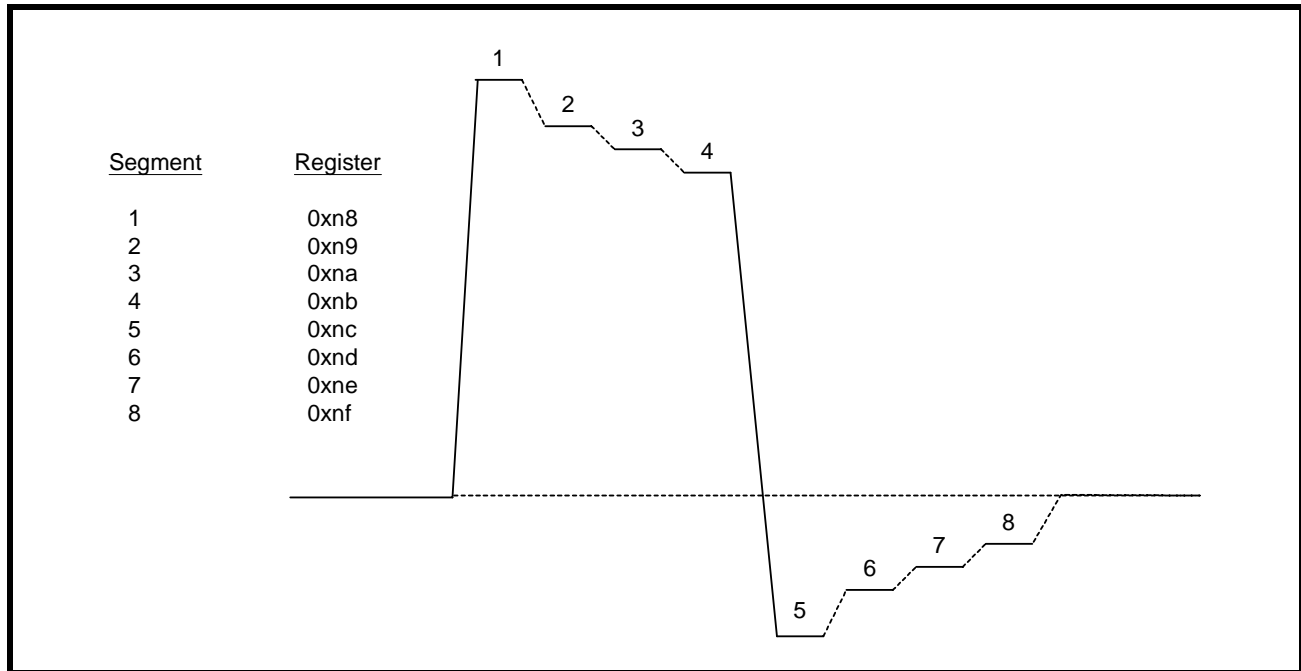 Segment Register
1 0xn8
2 0xn9
3 0xna
4 0xnb
5 0xnc
6 0xnd
7 0xne
8 0xnf
1
2
3
4
5
6
7
8